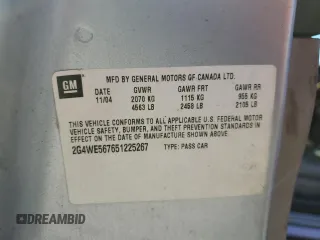 GM
MFD BY GENERAL MOTORS OF CANADA LTD.
DATE GVWR GAWR FRT GAWR RR
11/04 2070 KG 1115 KG 955 KG
4563 LB 2458 LB 2105 LB
THIS VEHICLE CONFORMS TO ALL APPLICABLE U.S. FEDERAL MOTOR
VEHICLE SAFETY, BUMPER, AND THEFT PREVENTION STANDARDS IN
EFFECT ON THE DATE OF MANUFACTURE SHOWN ABOVE.
2G4WE567651225267 TYPE: PASS CAR
DREAMBID